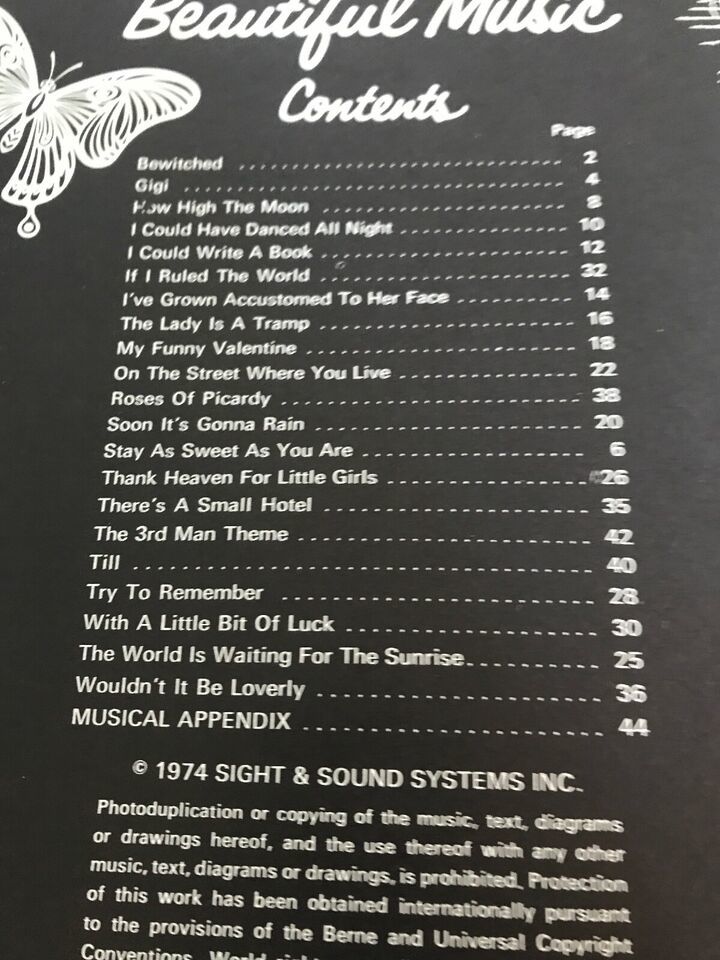 Beautiful Music
Contents
Page
Bewitched ................................ 2
Gigi ................................ 4
How High The Moon ................................ 8
I Could Have Danced All Night ................................ 10
I Could Write A Book ................................ 12
If I Ruled The World ................................ 32
I've Grown Accustomed To Her Face ................................ 14
The Lady Is A Tramp ................................ 16
My Funny Valentine ................................ 18
On The Street Where You Live ................................ 22
Roses Of Picardy ................................ 38
Soon It's Gonna Rain ................................ 20
Stay As Sweet As You Are ................................ 6
Thank Heaven For Little Girls ................................ 26
There's A Small Hotel ................................ 35
The 3rd Man Theme ................................ 42
Till ................................ 40
Try To Remember ................................ 28
With A Little Bit Of Luck ................................ 30
The World Is Waiting For The Sunrise ................................ 25
Wouldn't It Be Loverly ................................ 36
MUSICAL APPENDIX ................................ 44
© 1974 SIGHT & SOUND SYSTEMS INC.
Photoduplication or copying of the music, text, diagrams
or drawings hereof, and the use thereof with any other
music, text, diagrams or drawings, is prohibited. Protection
of this work has been obtained internationally pursuant
to the provisions of the Berne and Universal Copyright
Conventions. World